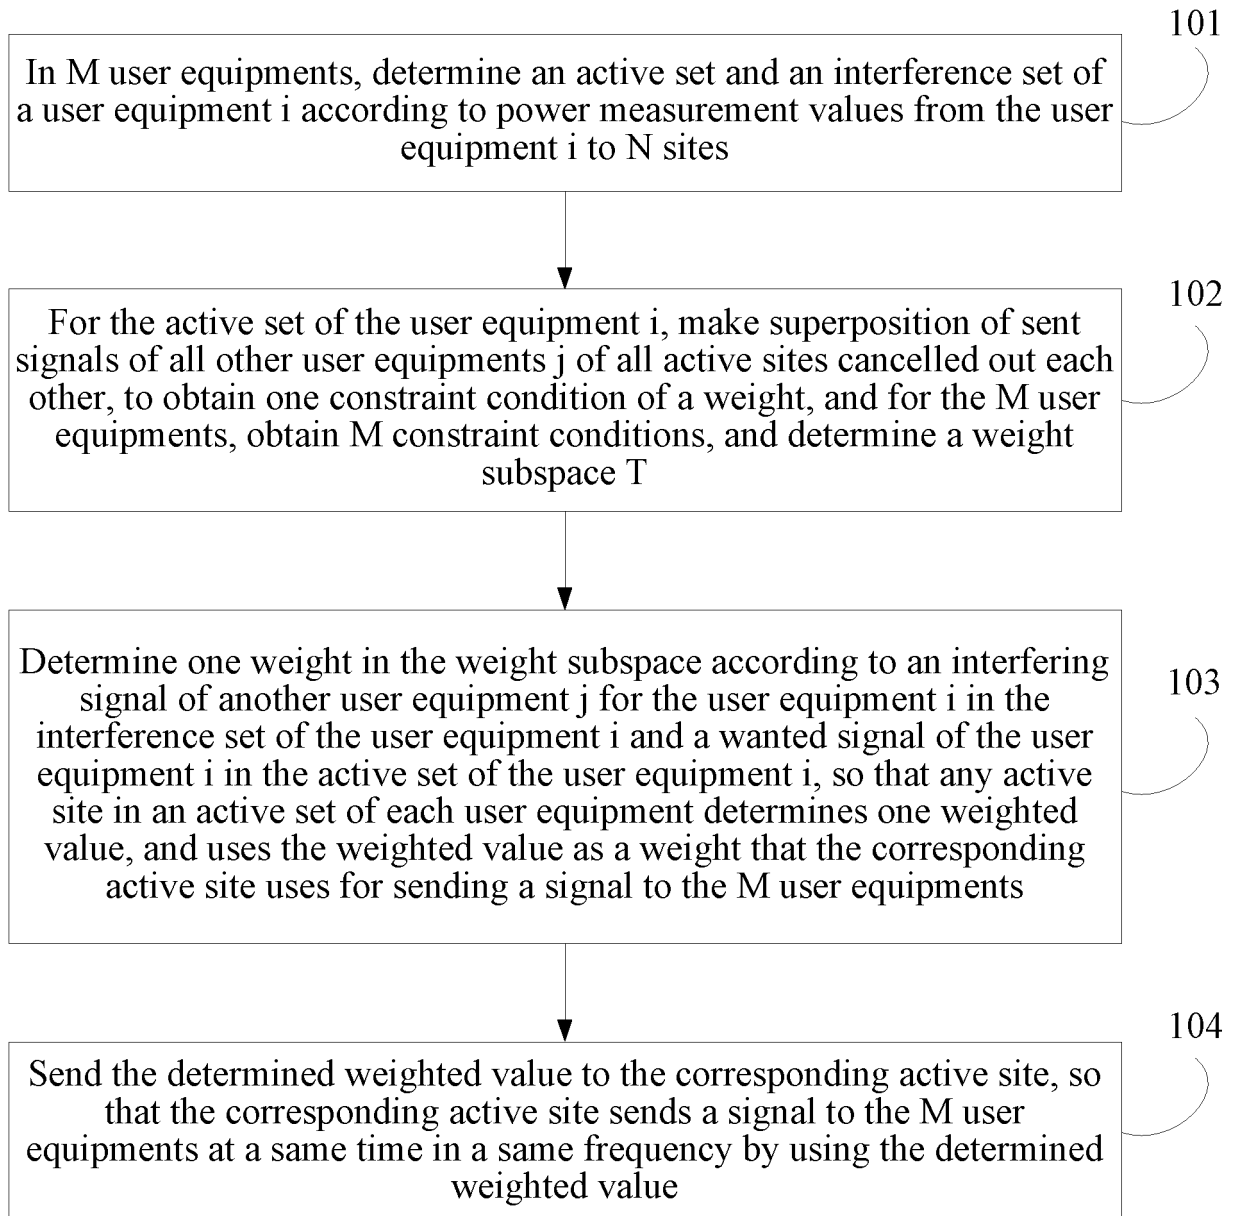 101
In M user equipments, determine an active set and an interference set of
a user equipment i according to power measurement values from the user
equipment i to N sites
102
For the active set of the user equipment i, make superposition of sent
signals of all other user equipments j of all active sites cancelled out each
other, to obtain one constraint condition of a weight, and for the M user
equipments, obtain M constraint conditions, and determine a weight
subspace T
103
Determine one weight in the weight subspace according to an interfering
signal of another user equipment j for the user equipment i in the
interference set of the user equipment i and a wanted signal of the user
equipment i in the active set of the user equipment i, so that any active
site in an active set of each user equipment determines one weighted
value, and uses the weighted value as a weight that the corresponding
active site uses for sending a signal to the M user equipments
104
Send the determined weighted value to the corresponding active site, so
that the corresponding active site sends a signal to the M user
equipments at a same time in a same frequency by using the determined
weighted value